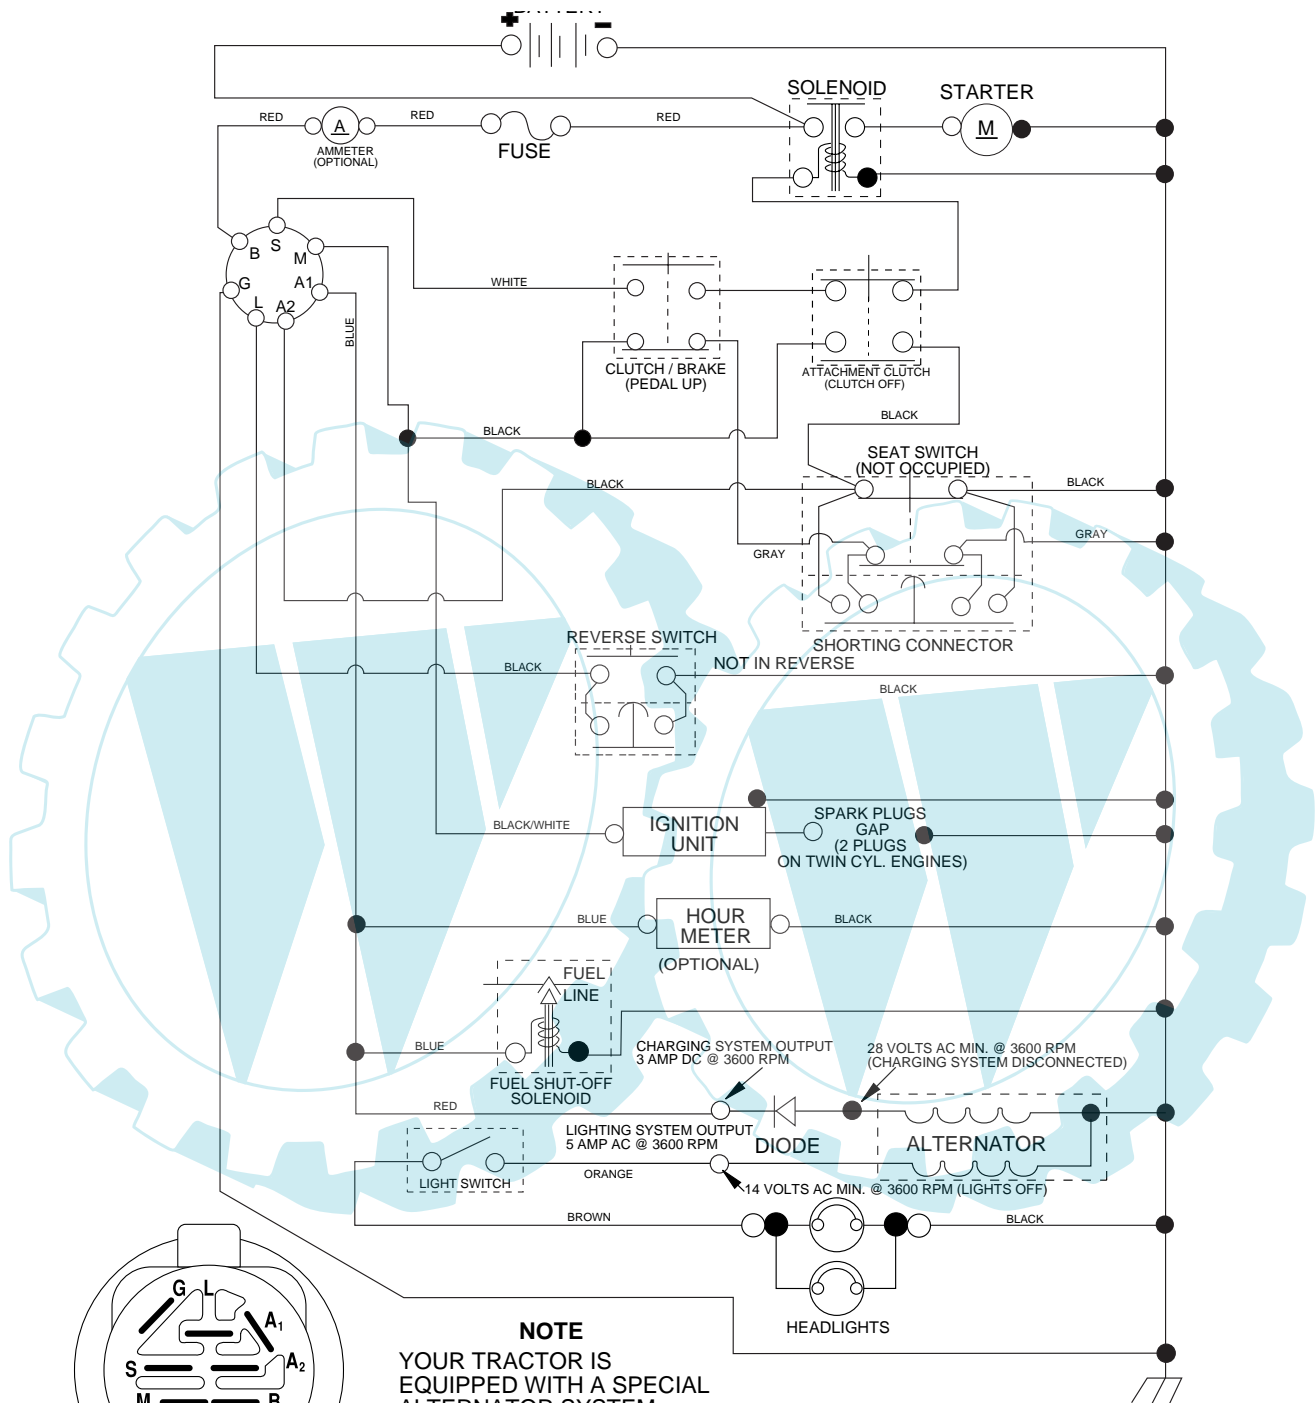 BATTERY
SOLENOID
STARTER
RED
A
RED
RED
M
AMMETER
(OPTIONAL)
FUSE
B
S
M
G
A1
L
A2
WHITE
BLUE
CLUTCH / BRAKE
(PEDAL UP)
ATTACHMENT CLUTCH
(CLUTCH OFF)
BLACK
BLACK
SEAT SWITCH
(NOT OCCUPIED)
BLACK
BLACK
GRAY
GRAY
SHORTING CONNECTOR
REVERSE SWITCH
BLACK
NOT IN REVERSE
BLACK
BLACK/WHITE
IGNITION
UNIT
SPARK PLUGS
GAP
(2 PLUGS
ON TWIN CYL. ENGINES)
BLUE
HOUR
METER
BLACK
(OPTIONAL)
FUEL
LINE
BLUE
FUEL SHUT-OFF
SOLENOID
CHARGING SYSTEM OUTPUT
3 AMP DC @ 3600 RPM
28 VOLTS AC MIN. @ 3600 RPM
(CHARGING SYSTEM DISCONNECTED)
RED
LIGHTING SYSTEM OUTPUT
5 AMP AC @ 3600 RPM
DIODE
ALTERNATOR
LIGHT SWITCH
ORANGE
14 VOLTS AC MIN. @ 3600 RPM (LIGHTS OFF)
BROWN
BLACK
HEADLIGHTS
G L
A1
S
A2
M
B
NOTE
YOUR TRACTOR IS
EQUIPPED WITH A SPECIAL
ALTERNATOR SYSTEM